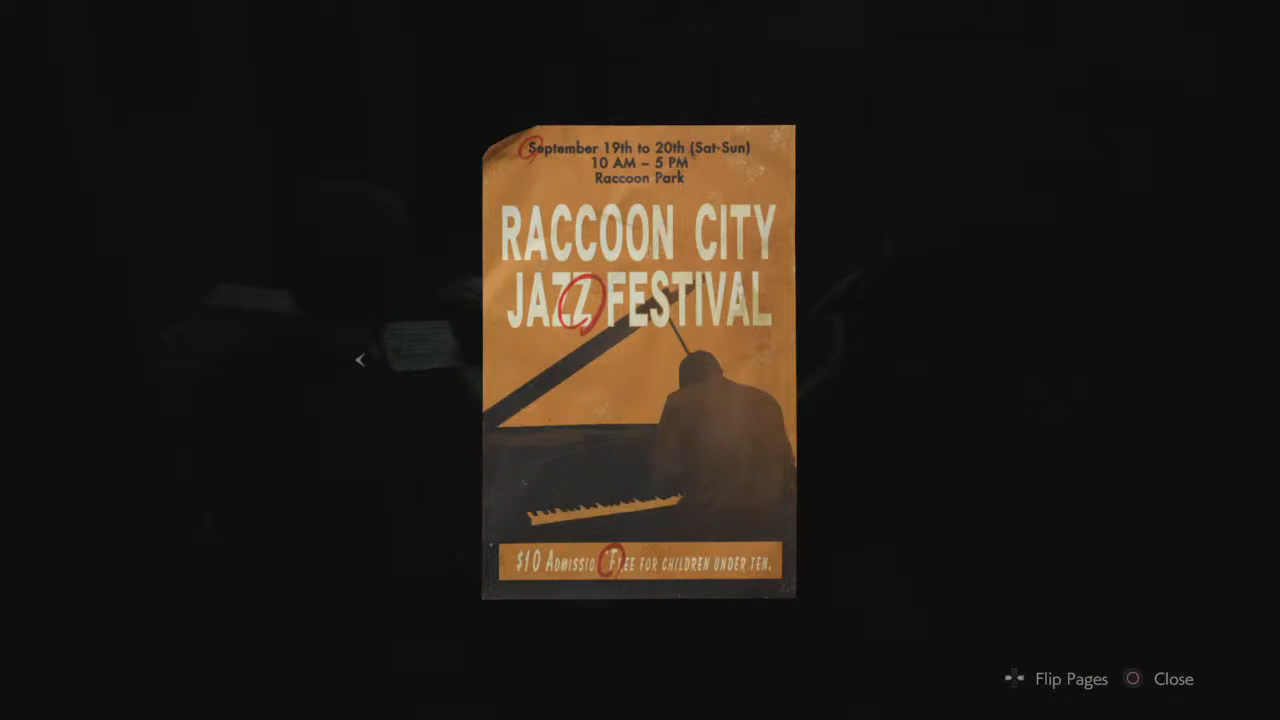 September 19th to 20th (Sat-Sun)
10 AM ~ 5 PM
Raccoon Park
RACCOON CITY
JAZZ FESTIVAL
$10 ADMISSION FREE FOR CHILDREN UNDER TEN.
Flip Pages
Close